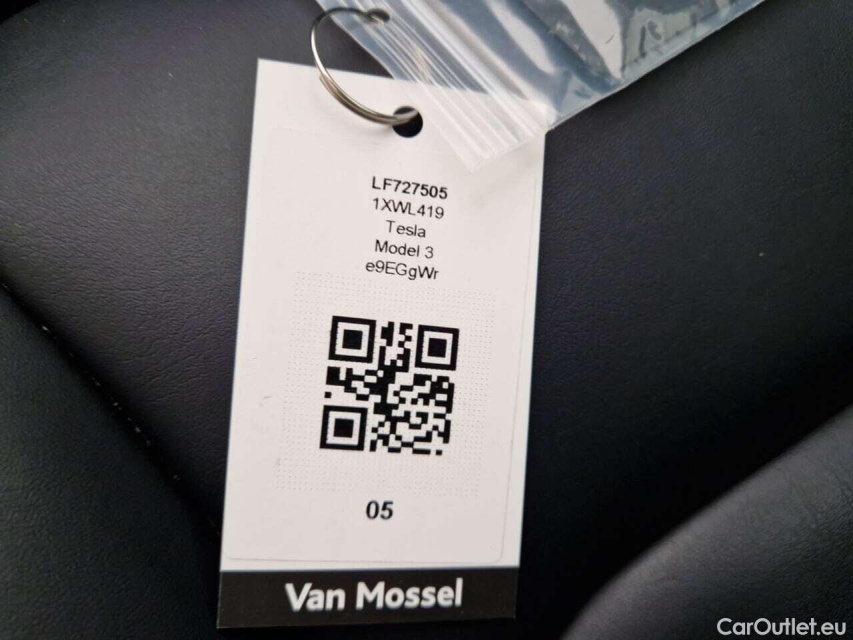 LF727505
1XWL419
Tesla
Model 3
e9EGgWr
05
Van Mossel
CarOutlet.eu